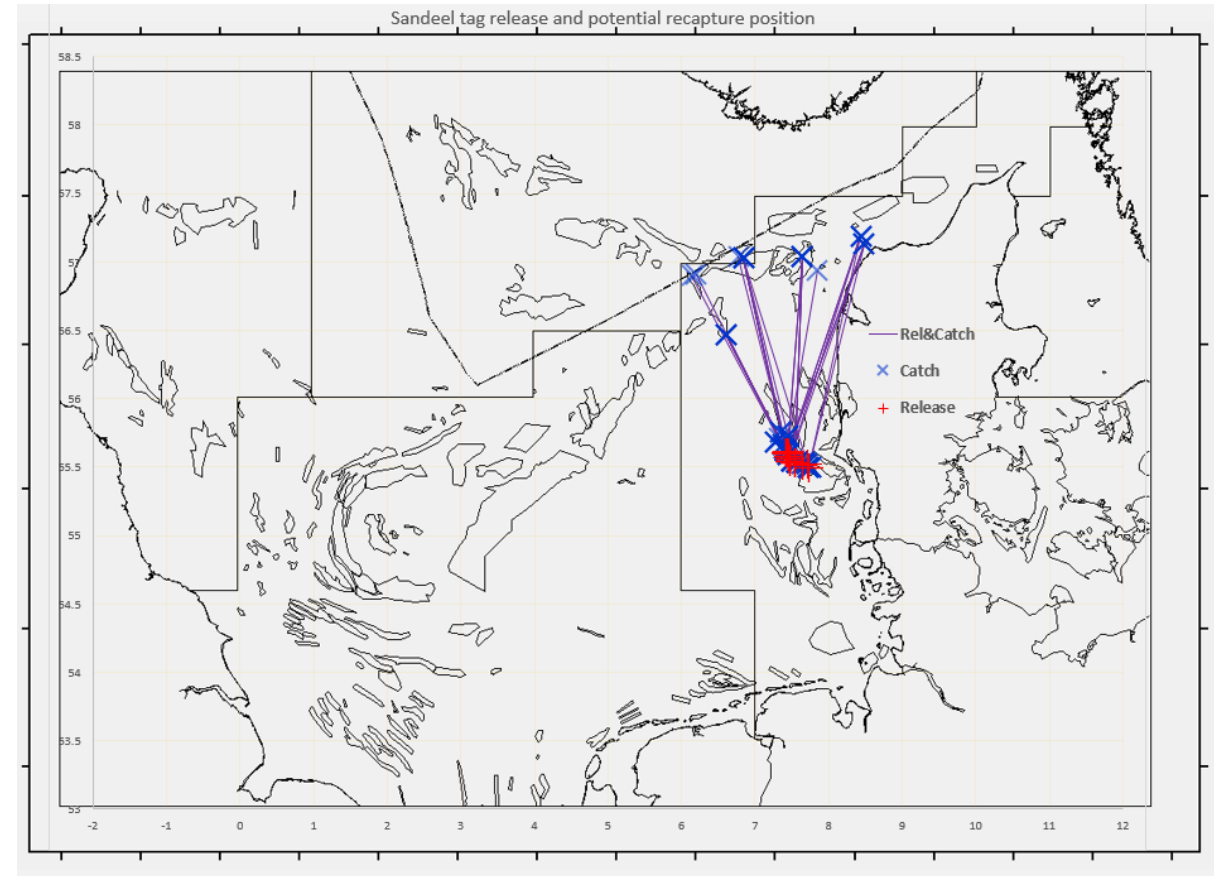 Sandeel tag release and potential recapture position
58.5
58
57.5
57
56.5
Rel&Catch
Catch
Release
56
55.5
55
54.5
54
53.5
53
-2 -1 0 1 2 3 4 5 6 7 8 9 10 11 12